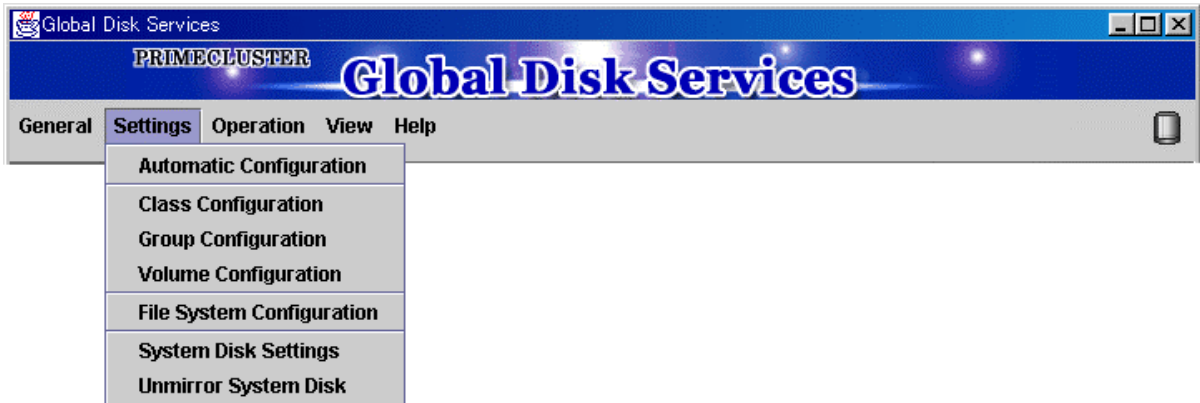 Global Disk Services
PRIMECLUSTER
Global Disk Services
General Settings Operation View Help
Automatic Configuration
Class Configuration
Group Configuration
Volume Configuration
File System Configuration
System Disk Settings
Unmirror System Disk